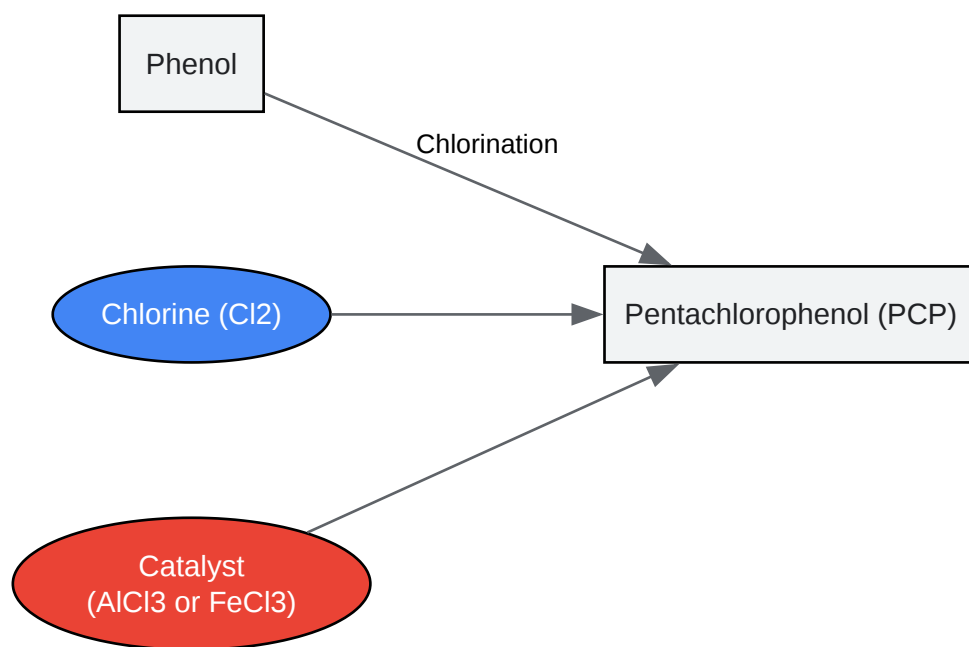 Phenol
Chlorination
Chlorine (Cl2)
Pentachlorophenol (PCP)
Catalyst
(AlCl3 or FeCl3)